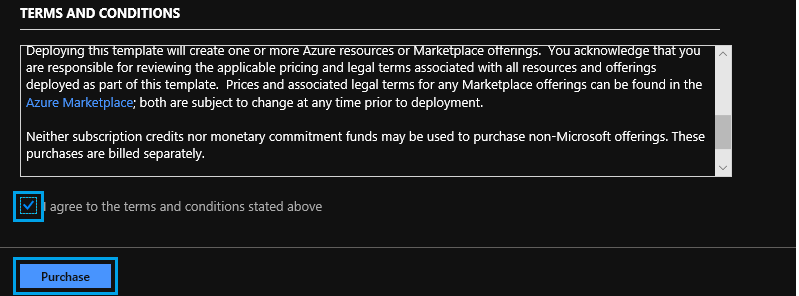 TERMS AND CONDITIONS
Deploying this template will create one or more Azure resources or Marketplace offerings. You acknowledge that you
are responsible for reviewing the applicable pricing and legal terms associated with all resources and offerings
deployed as part of this template. Prices and associated legal terms for any Marketplace offerings can be found in the
Azure Marketplace; both are subject to change at any time prior to deployment.
Neither subscription credits nor monetary commitment funds may be used to purchase non-Microsoft offerings. These
purchases are billed separately.
I agree to the terms and conditions stated above
Purchase